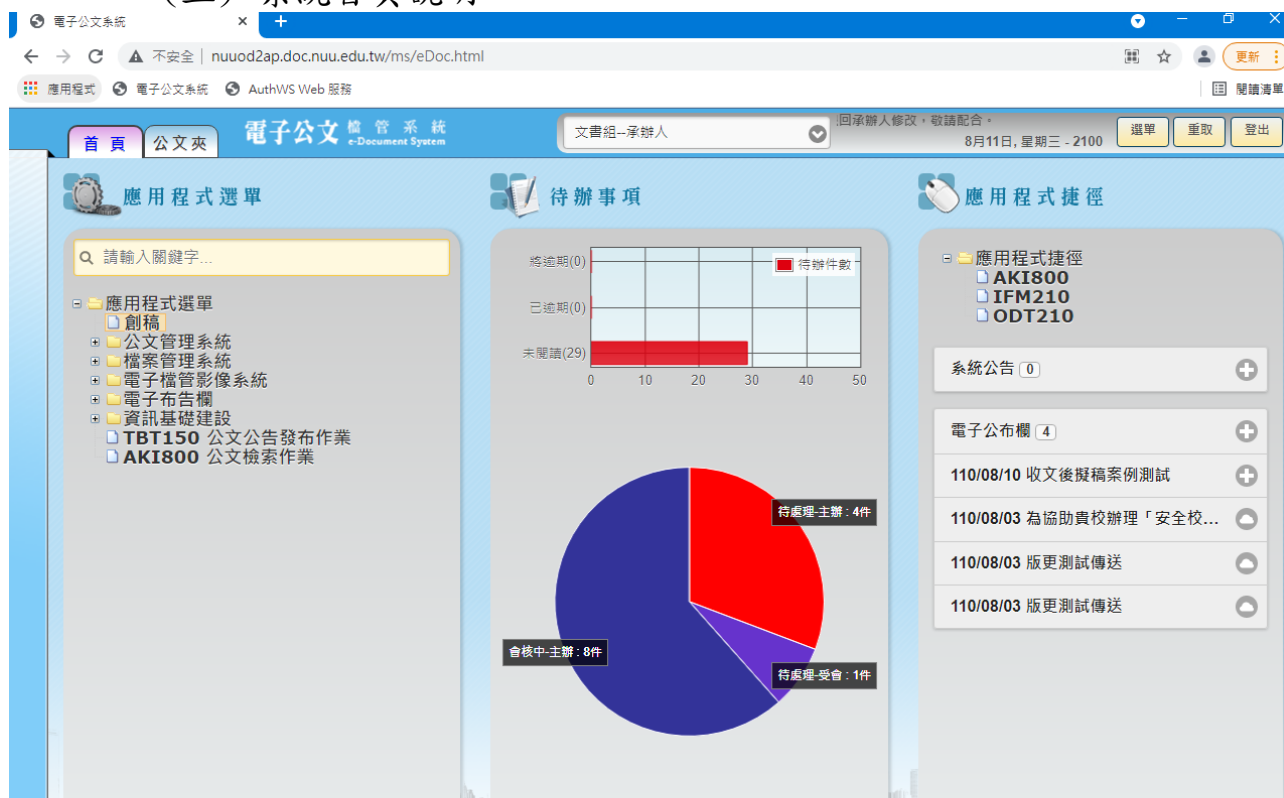 電子公文系統
不安全 | nuuod2ap.doc.nuu.edu.tw/ms/eDoc.html
更新
應用程式 電子公文系統 AuthWS Web 服務 閱讀清單
首頁 公文夾 電子公文檔管系統 e-Document System
文書組--承辦人
回承辦人修改，敬請配合。
8月11日, 星期三 - 2100
選單 重取 登出
應用程式選單
請輸入關鍵字...
應用程式選單
創稿
公文管理系統
檔案管理系統
電子檔管影像系統
電子布告欄
資訊基礎建設
TBT150 公文公告發布作業
AKI800 公文檢索作業
待辦事項
將逾期(0)
已逾期(0)
未閱讀(29)
待辦件數
0 10 20 30 40 50
待處理-主辦 : 4件
會核中-主辦 : 8件
待處理-受會 : 1件
應用程式捷徑
應用程式捷徑
AKI800
IFM210
ODT210
系統公告 0
電子公布欄 4
110/08/10 收文後擬稿案例測試
110/08/03 為協助貴校辦理「安全校...
110/08/03 版更測試傳送
110/08/03 版更測試傳送